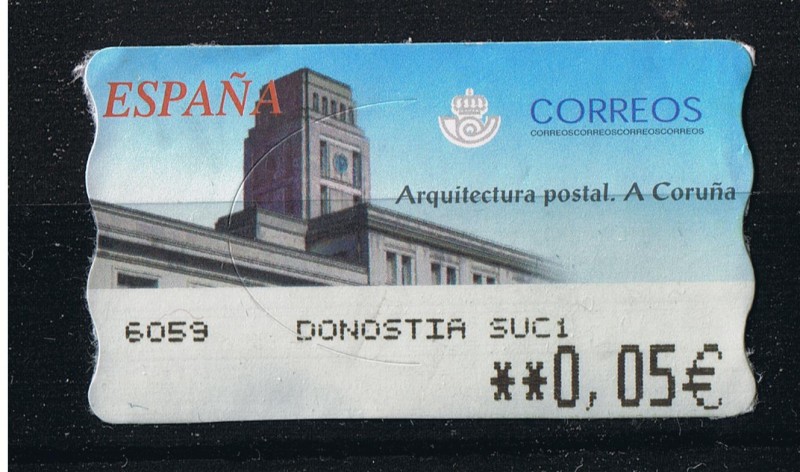 ESPAÑA
CORREOS
CORREOSCORREOSCORREOSCORREOS
Arquitectura postal. A Coruña
6059 DONOSTIA SUC1
**0,05€